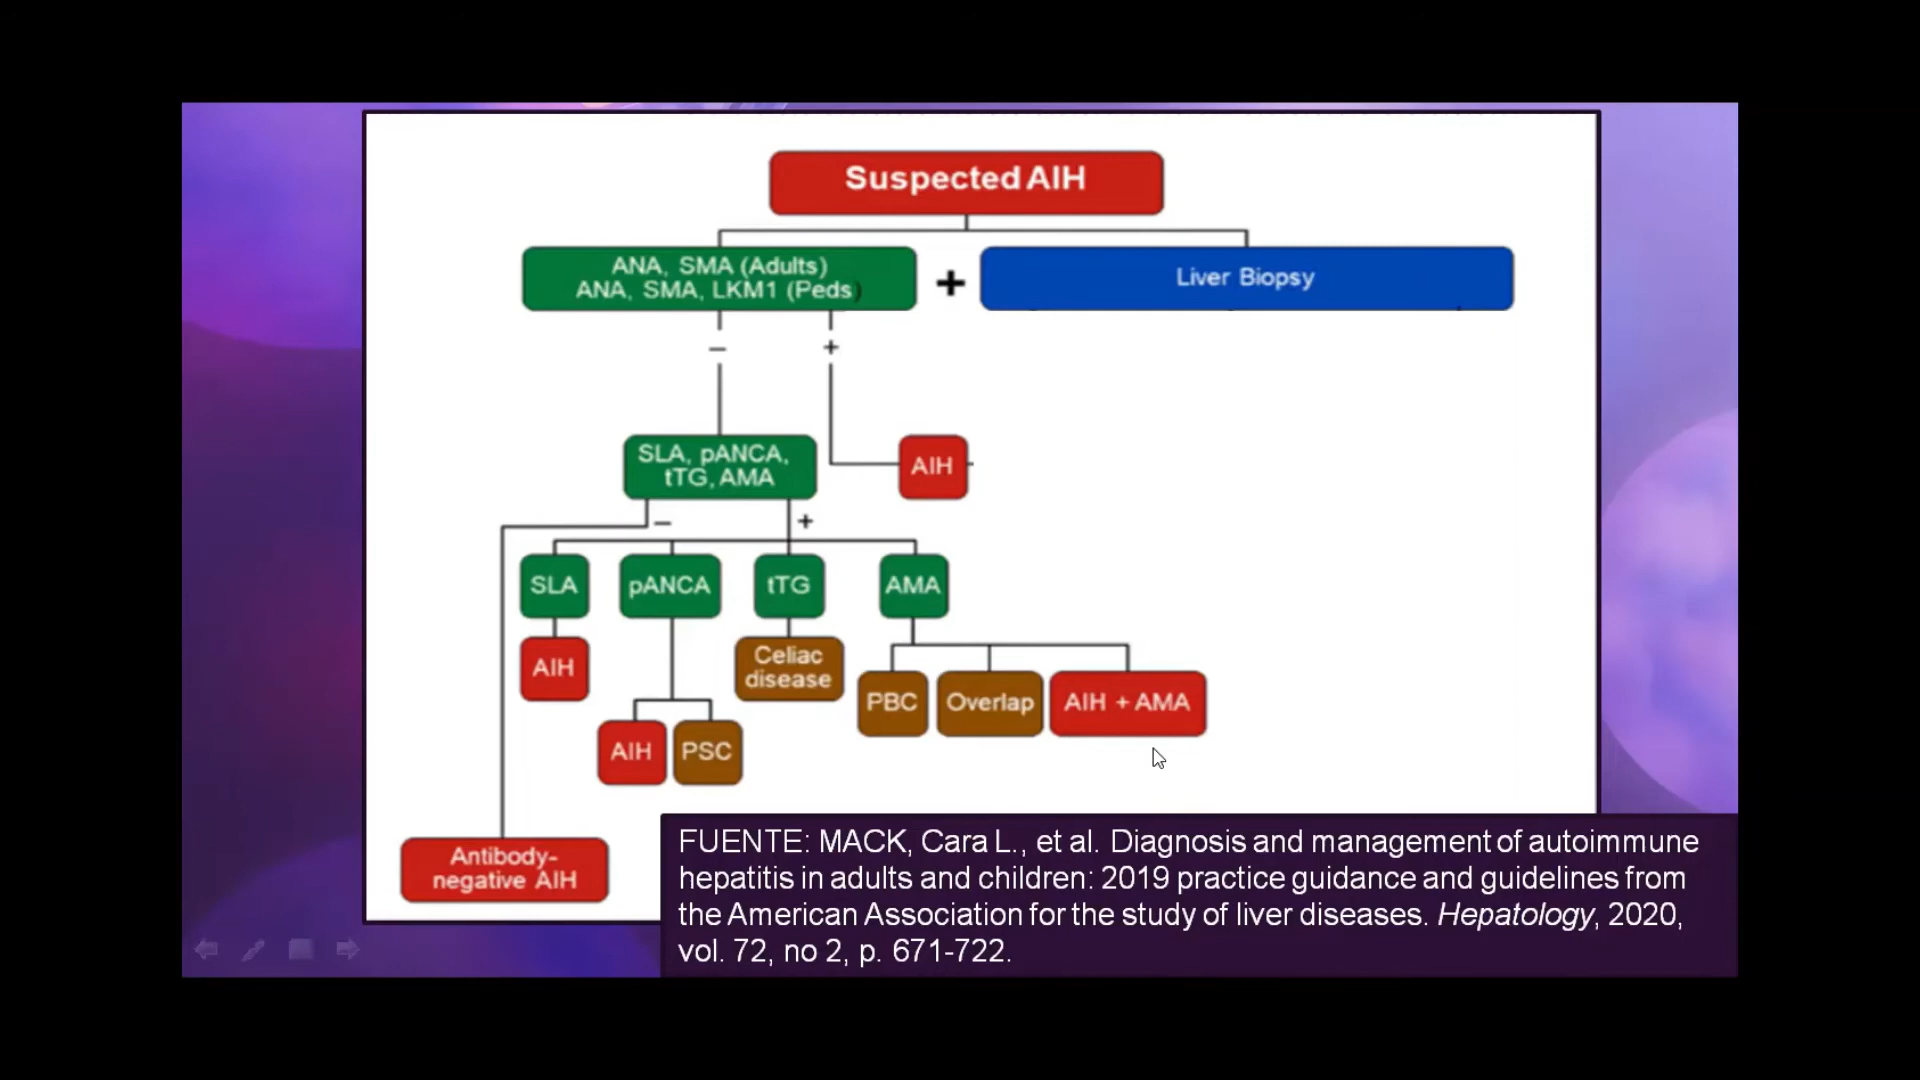 Suspected AIH
ANA, SMA (Adults)
ANA, SMA, LKM1 (Peds)
+
Liver Biopsy
–
+
SLA, pANCA,
tTG, AMA
AIH
–
+
SLA
pANCA
tTG
AMA
AIH
Celiac
disease
PBC
Overlap
AIH + AMA
AIH
PSC
Antibody-
negative AIH
FUENTE: MACK, Cara L., et al. Diagnosis and management of autoimmune
hepatitis in adults and children: 2019 practice guidance and guidelines from
the American Association for the study of liver diseases. Hepatology, 2020,
vol. 72, no 2, p. 671-722.